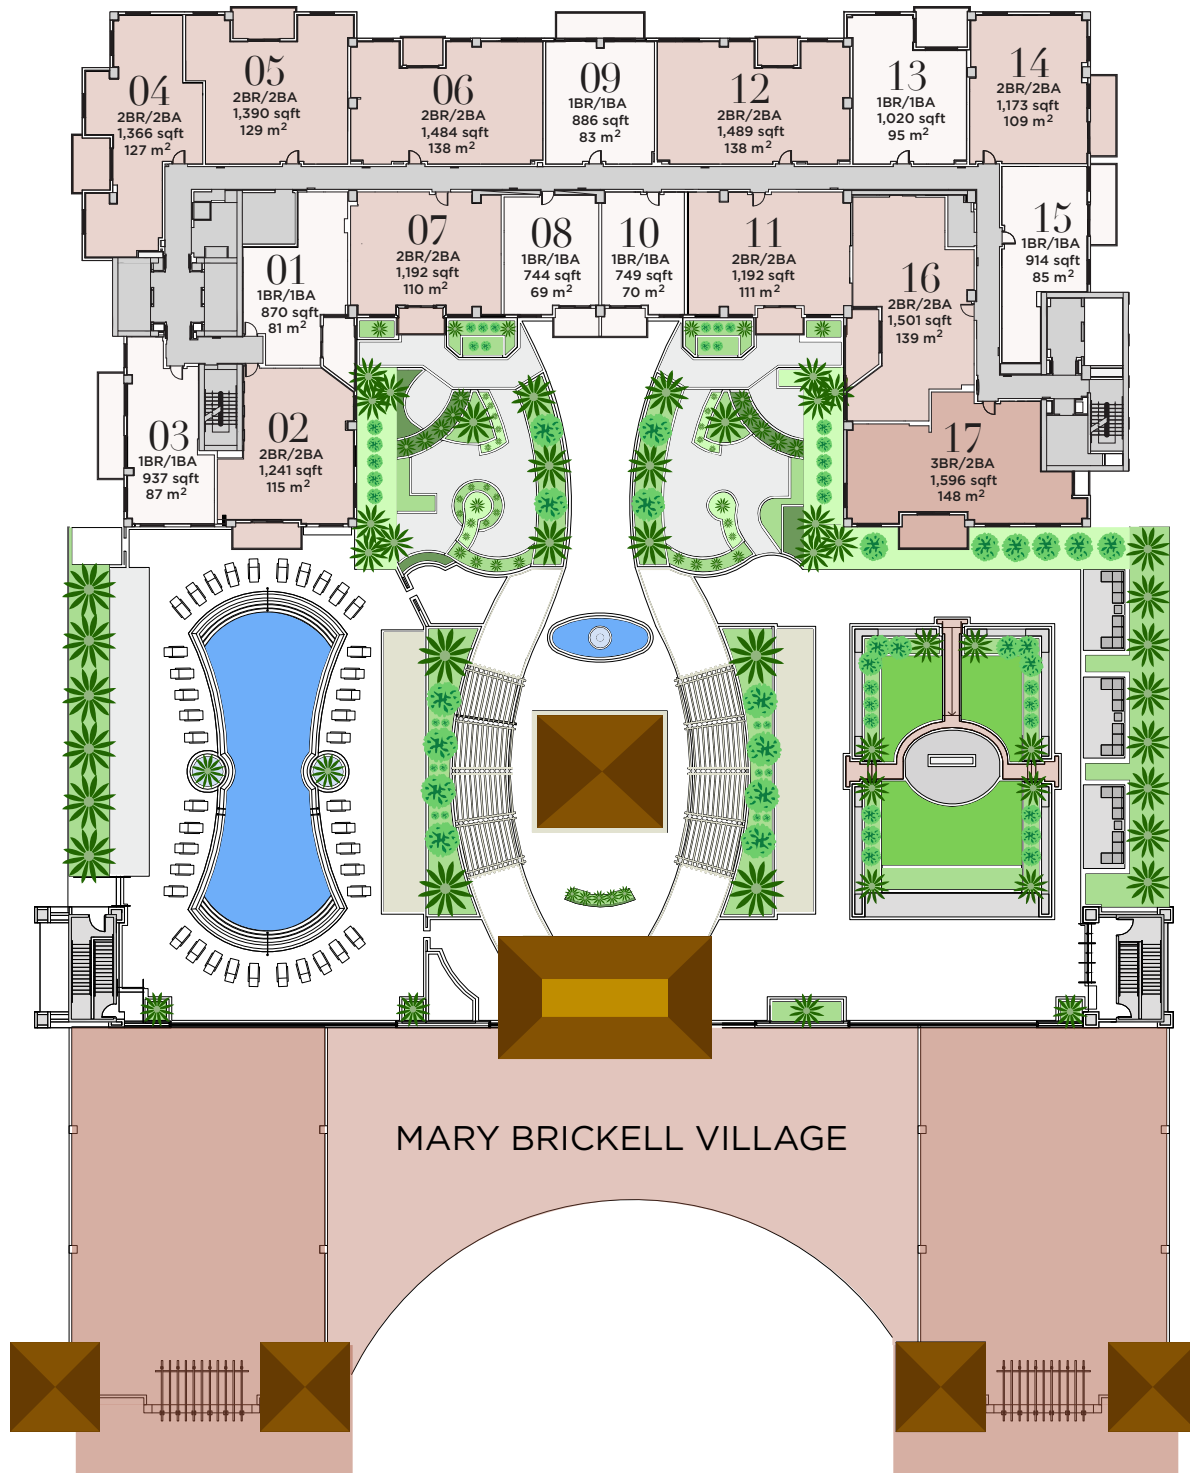 04
2BR/2BA
1,366 sqft
127 m²
05
2BR/2BA
1,390 sqft
129 m²
06
2BR/2BA
1,484 sqft
138 m²
09
1BR/1BA
886 sqft
83 m²
12
2BR/2BA
1,489 sqft
138 m²
13
1BR/1BA
1,020 sqft
95 m²
14
2BR/2BA
1,173 sqft
109 m²
01
1BR/1BA
870 sqft
81 m²
07
2BR/2BA
1,192 sqft
110 m²
08
1BR/1BA
744 sqft
69 m²
10
1BR/1BA
749 sqft
70 m²
11
2BR/2BA
1,192 sqft
111 m²
16
2BR/2BA
1,501 sqft
139 m²
15
1BR/1BA
914 sqft
85 m²
03
1BR/1BA
937 sqft
87 m²
02
2BR/2BA
1,241 sqft
115 m²
17
3BR/2BA
1,596 sqft
148 m²
MARY BRICKELL VILLAGE